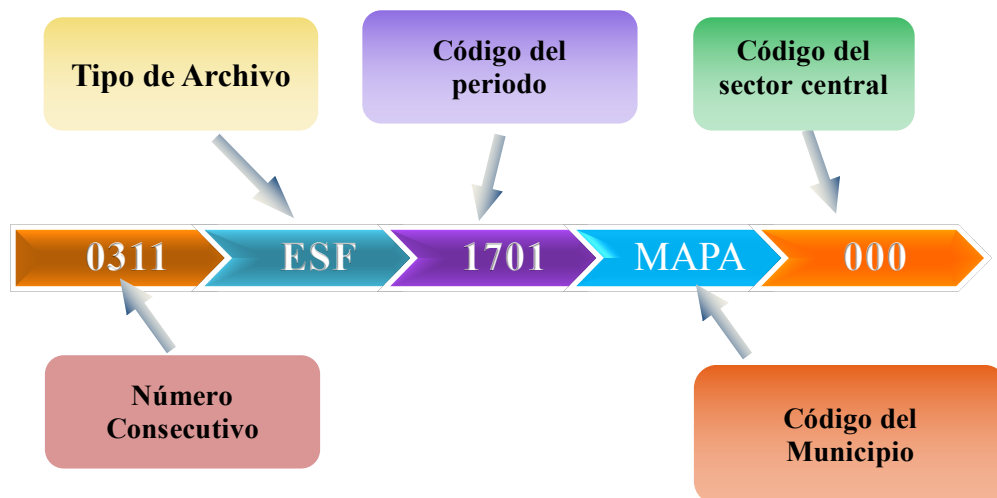 Tipo de Archivo
Código del
periodo
Código del
sector central
0311
ESF
1701
MAPA
000
Número
Consecutivo
Código del
Municipio